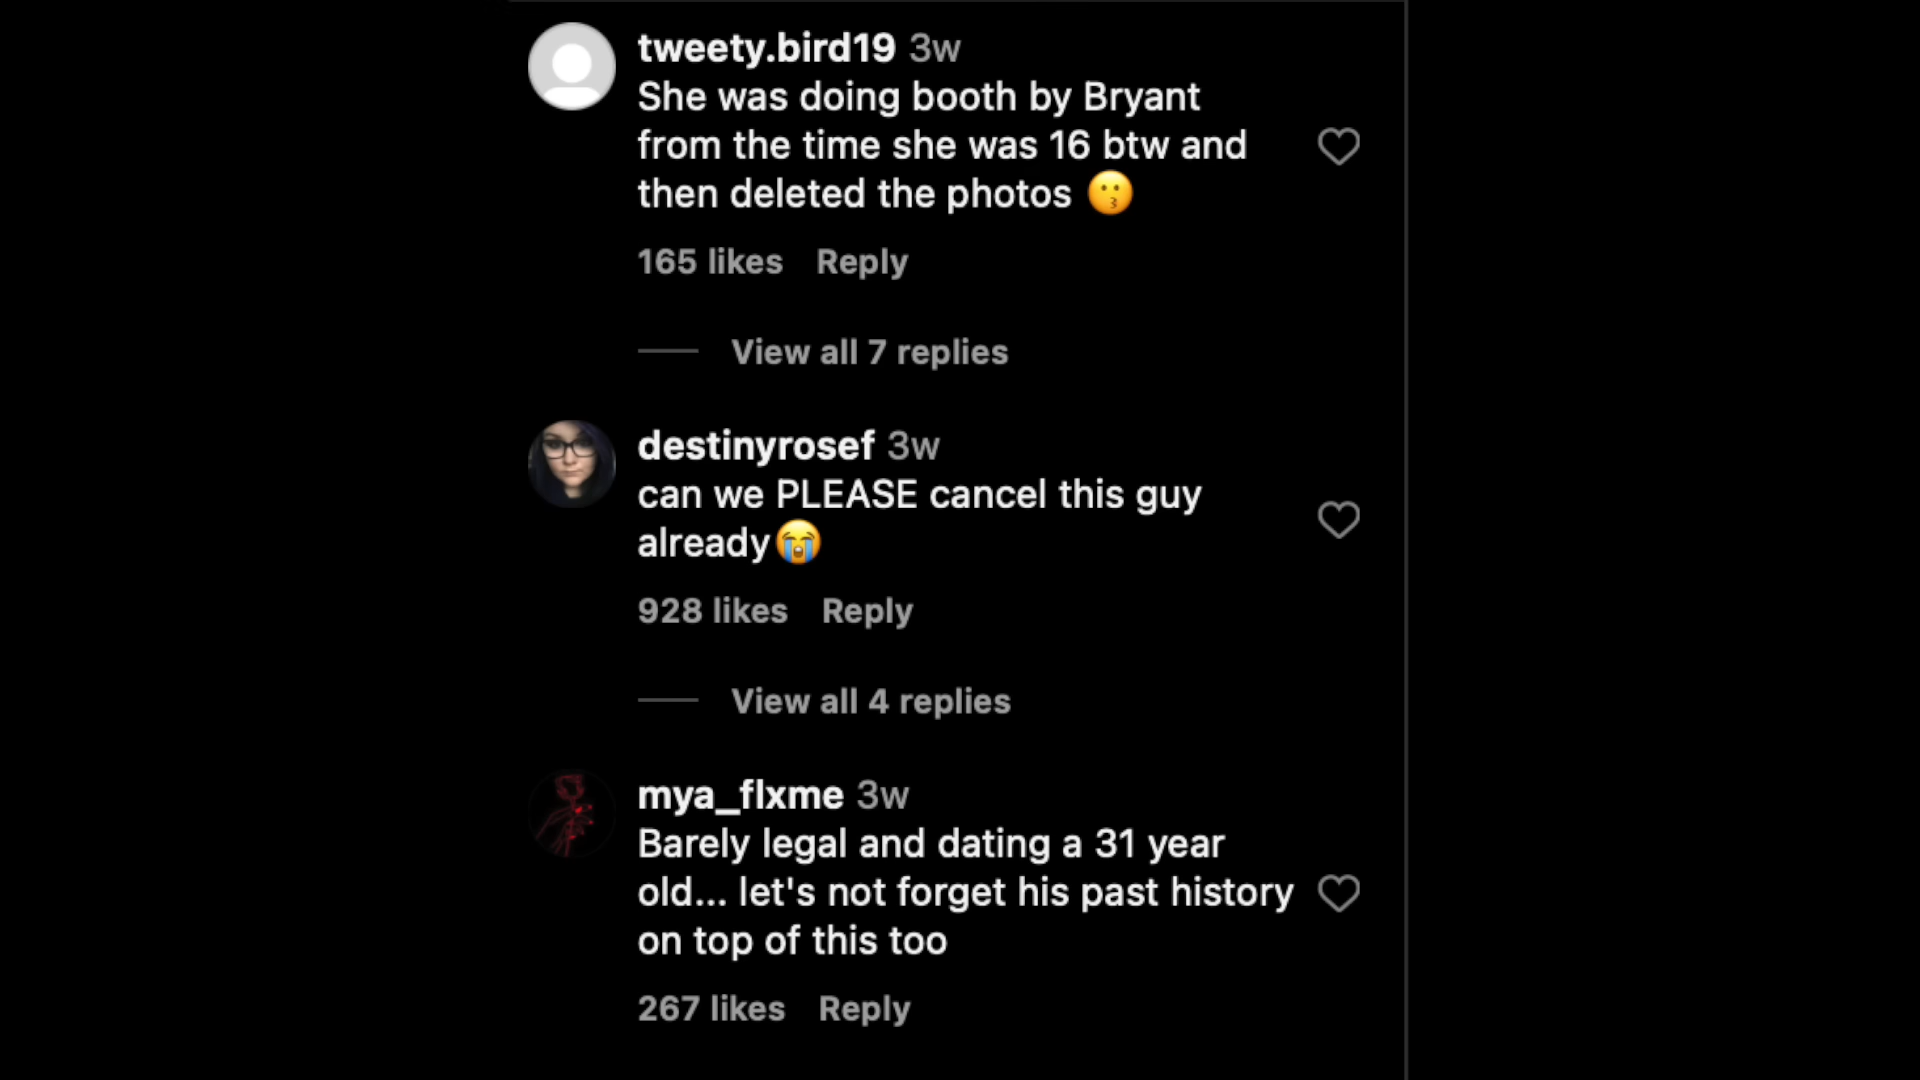 tweety.bird19 3w
She was doing booth by Bryant
from the time she was 16 btw and
then deleted the photos 😗
165 likes Reply
View all 7 replies
destinyrosef 3w
can we PLEASE cancel this guy
already😭
928 likes Reply
View all 4 replies
mya_flxme 3w
Barely legal and dating a 31 year
old... let's not forget his past history
on top of this too
267 likes Reply